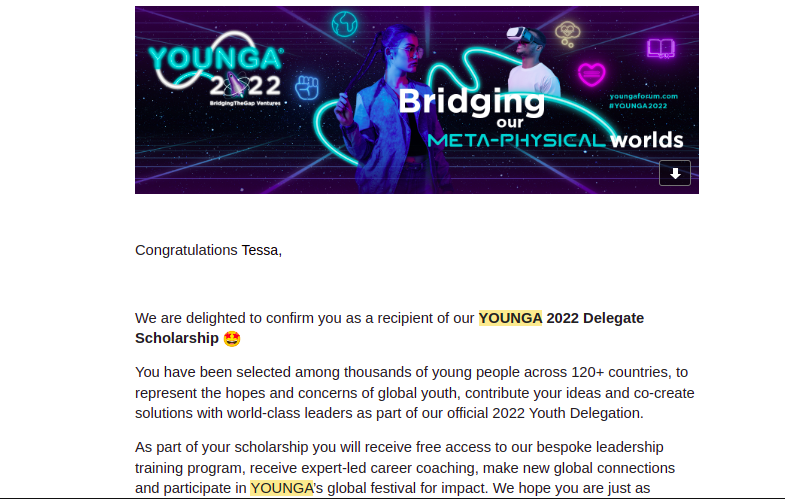 YOUNGA®
2022
BridgingTheGap Ventures
Bridging
our
META-PHYSICAL worlds
youngaforum.com
#YOUNGA2022
Congratulations Tessa,
We are delighted to confirm you as a recipient of our YOUNGA 2022 Delegate
Scholarship 🤩
You have been selected among thousands of young people across 120+ countries, to
represent the hopes and concerns of global youth, contribute your ideas and co-create
solutions with world-class leaders as part of our official 2022 Youth Delegation.
As part of your scholarship you will receive free access to our bespoke leadership
training program, receive expert-led career coaching, make new global connections
and participate in YOUNGA's global festival for impact. We hope you are just as